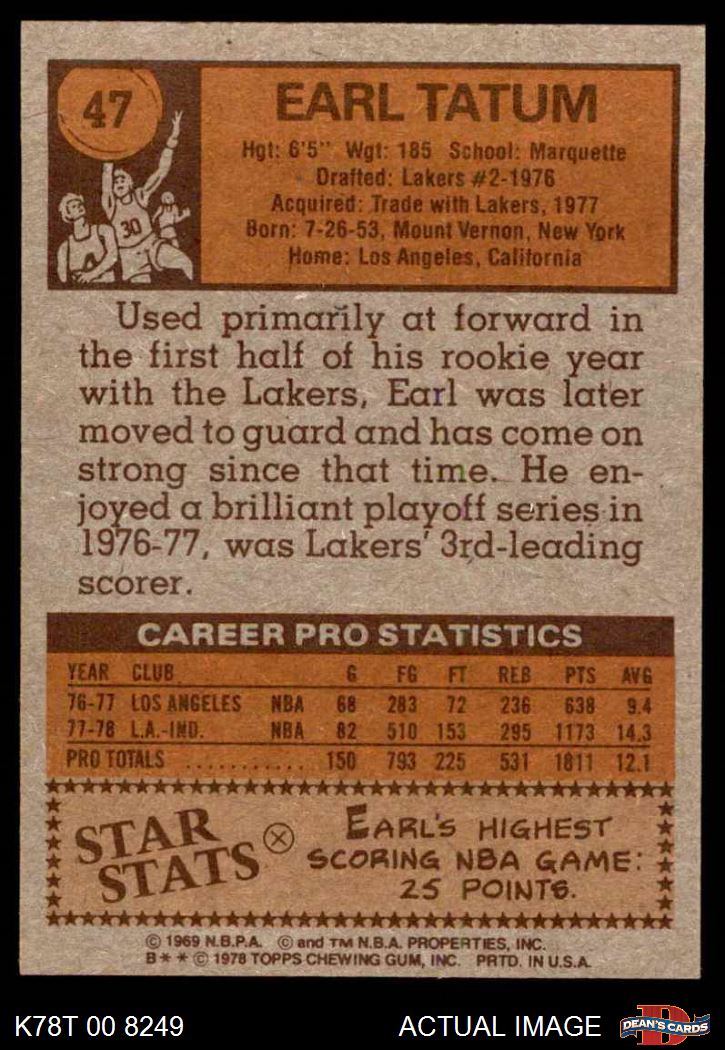 47
EARL TATUM
Hgt: 6'5" Wgt: 185 School: Marquette
Drafted: Lakers #2-1976
Acquired: Trade with Lakers, 1977
Born: 7-26-53, Mount Vernon, New York
Home: Los Angeles, California
30
Used primarily at forward in
the first half of his rookie year
with the Lakers, Earl was later
moved to guard and has come on
strong since that time. He en-
joyed a brilliant playoff series in
1976-77, was Lakers' 3rd-leading
scorer.
CAREER PRO STATISTICS
YEAR CLUB G FG FT REB PTS AVG
76-77 LOS ANGELES NBA 68 283 72 236 638 9.4
77-78 L.A.-IND. NBA 82 510 153 295 1173 14.3
PRO TOTALS ........... 150 793 225 531 1811 12.1
STAR
STATS
EARL'S HIGHEST
SCORING NBA GAME:
25 POINTS.
© 1969 N.B.P.A. © and TM N.B.A. PROPERTIES, INC.
B** © 1978 TOPPS CHEWING GUM, INC. PRTD. IN U.S.A.
K78T 00 8249 ACTUAL IMAGE
D
DEAN'S CARDS